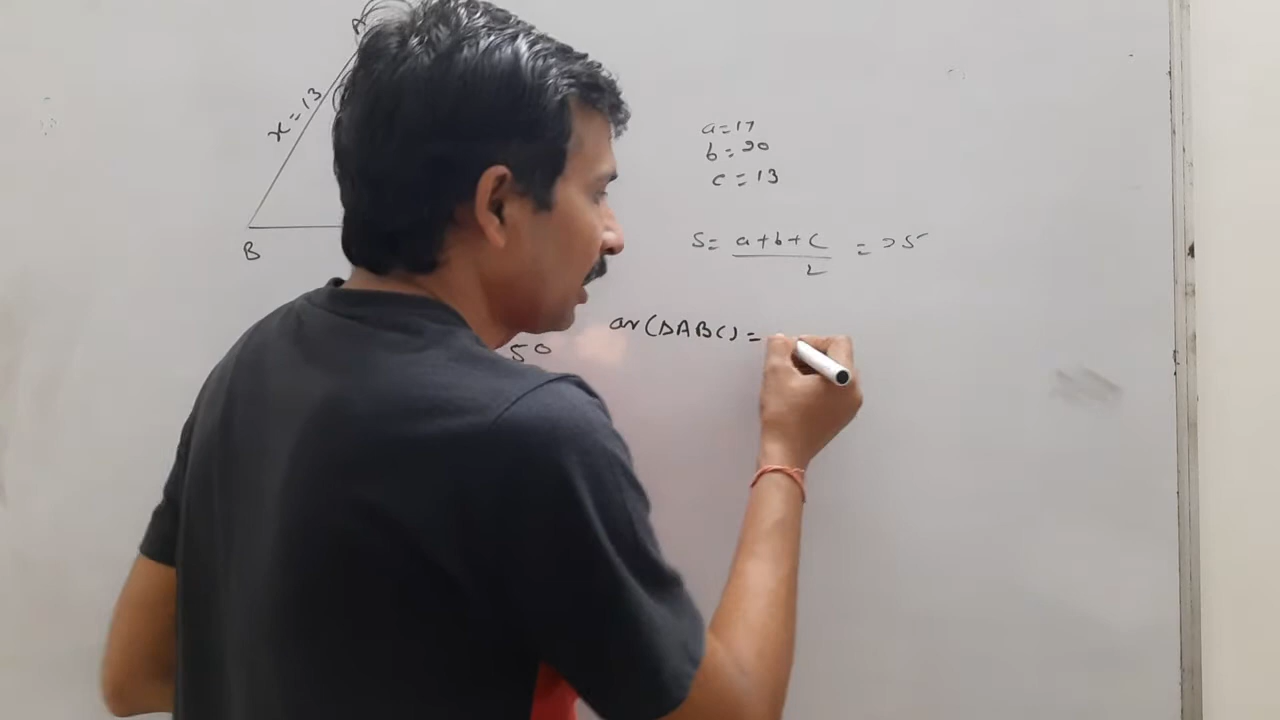 A
x = 13
B
a = 17
b = 20
c = 13
S = a+b+c / 2 = 25
50
ar(ΔABC) =